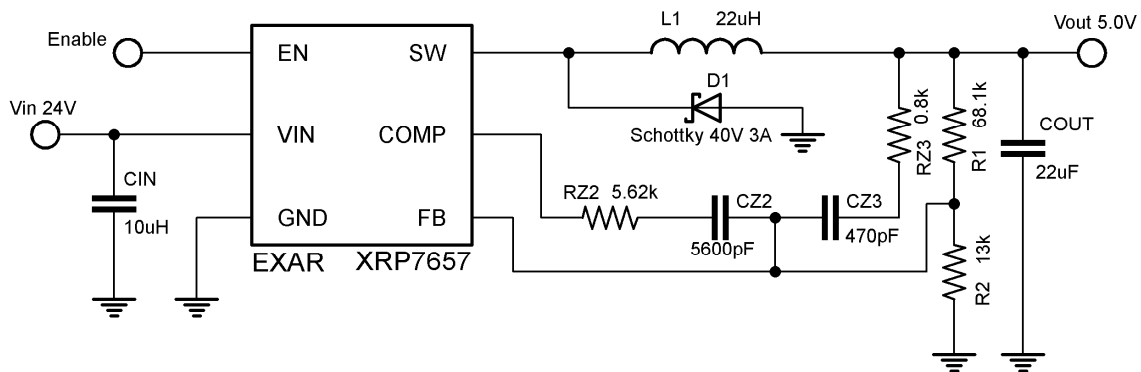 L1 22uH
Vout 5.0V
Enable
EN SW
D1
Vin 24V
0.8k
RZ3
68.1k
R1
VIN COMP
Schottky 40V 3A
COUT
22uF
CIN
10uH
RZ2 5.62k
CZ2
5600pF
CZ3
470pF
GND FB
13k
R2
EXAR XRP7657